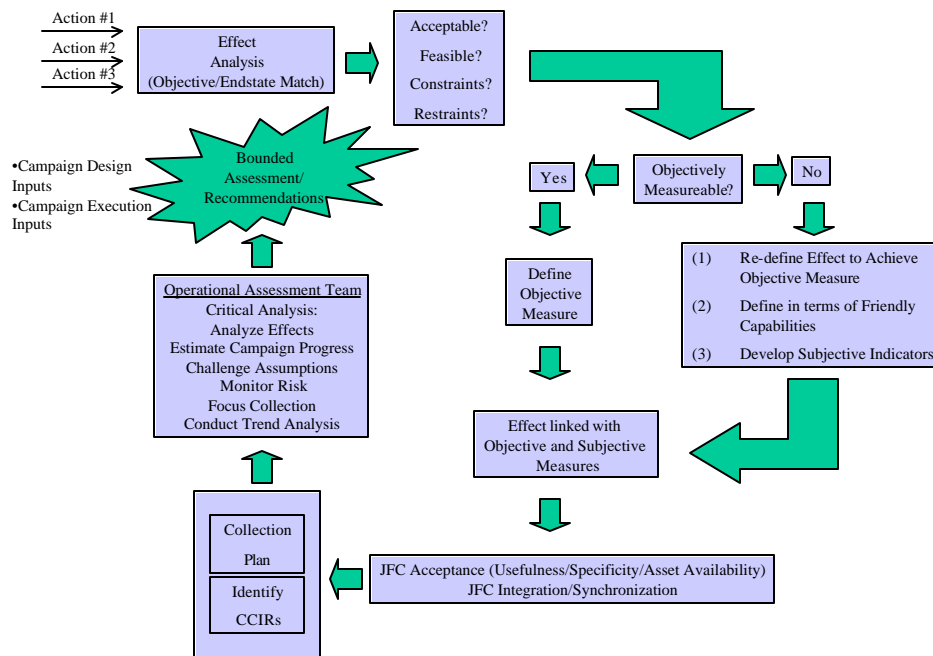 Action #1
Action #2
Action #3
Effect
Analysis
(Objective/Endstate Match)
Acceptable?
Feasible?
Constraints?
Restraints?
Bounded
Assessment/
Recommendations
•Campaign Design
Inputs
•Campaign Execution
Inputs
Yes
Objectively
Measureable?
No
Define
Objective
Measure
(1) Re-define Effect to Achieve
Objective Measure
(2) Define in terms of Friendly
Capabilities
(3) Develop Subjective Indicators
Operational Assessment Team
Critical Analysis:
Analyze Effects
Estimate Campaign Progress
Challenge Assumptions
Monitor Risk
Focus Collection
Conduct Trend Analysis
Effect linked with
Objective and Subjective
Measures
Collection
Plan
Identify
CCIRs
JFC Acceptance (Usefulness/Specificity/Asset Availability)
JFC Integration/Synchronization